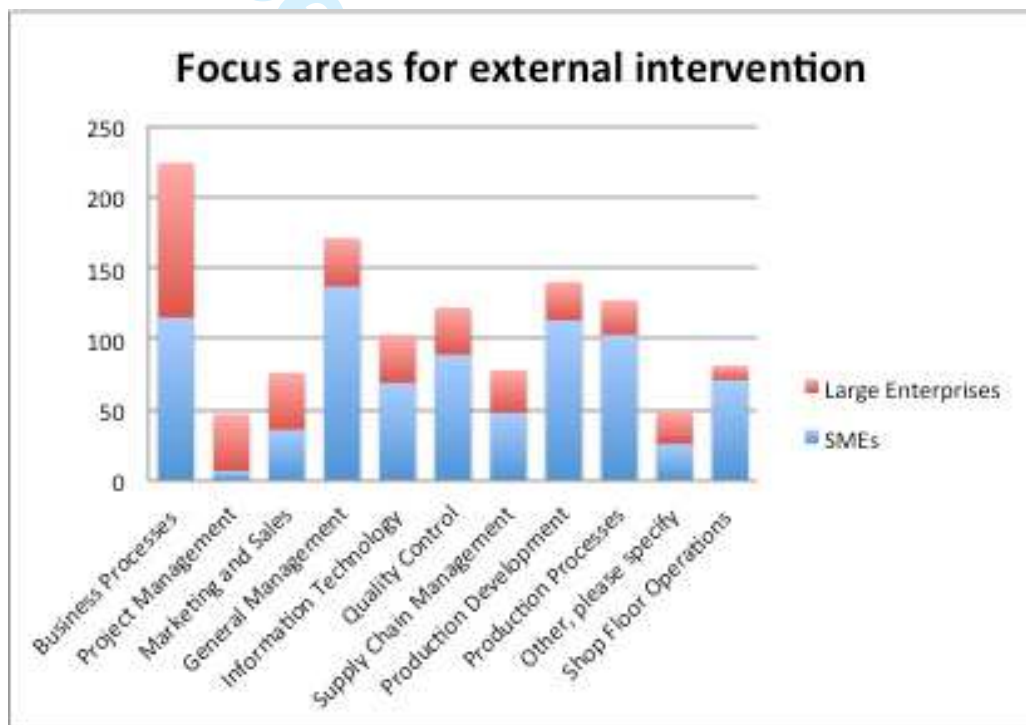 Focus areas for external intervention
250
200
150
100
50
0
Business Processes
Project Management
Marketing and Sales
General Management
Information Technology
Quality Control
Supply Chain Management
Production Development
Production Processes
Other, please specify
Shop Floor Operations
Large Enterprises
SMEs